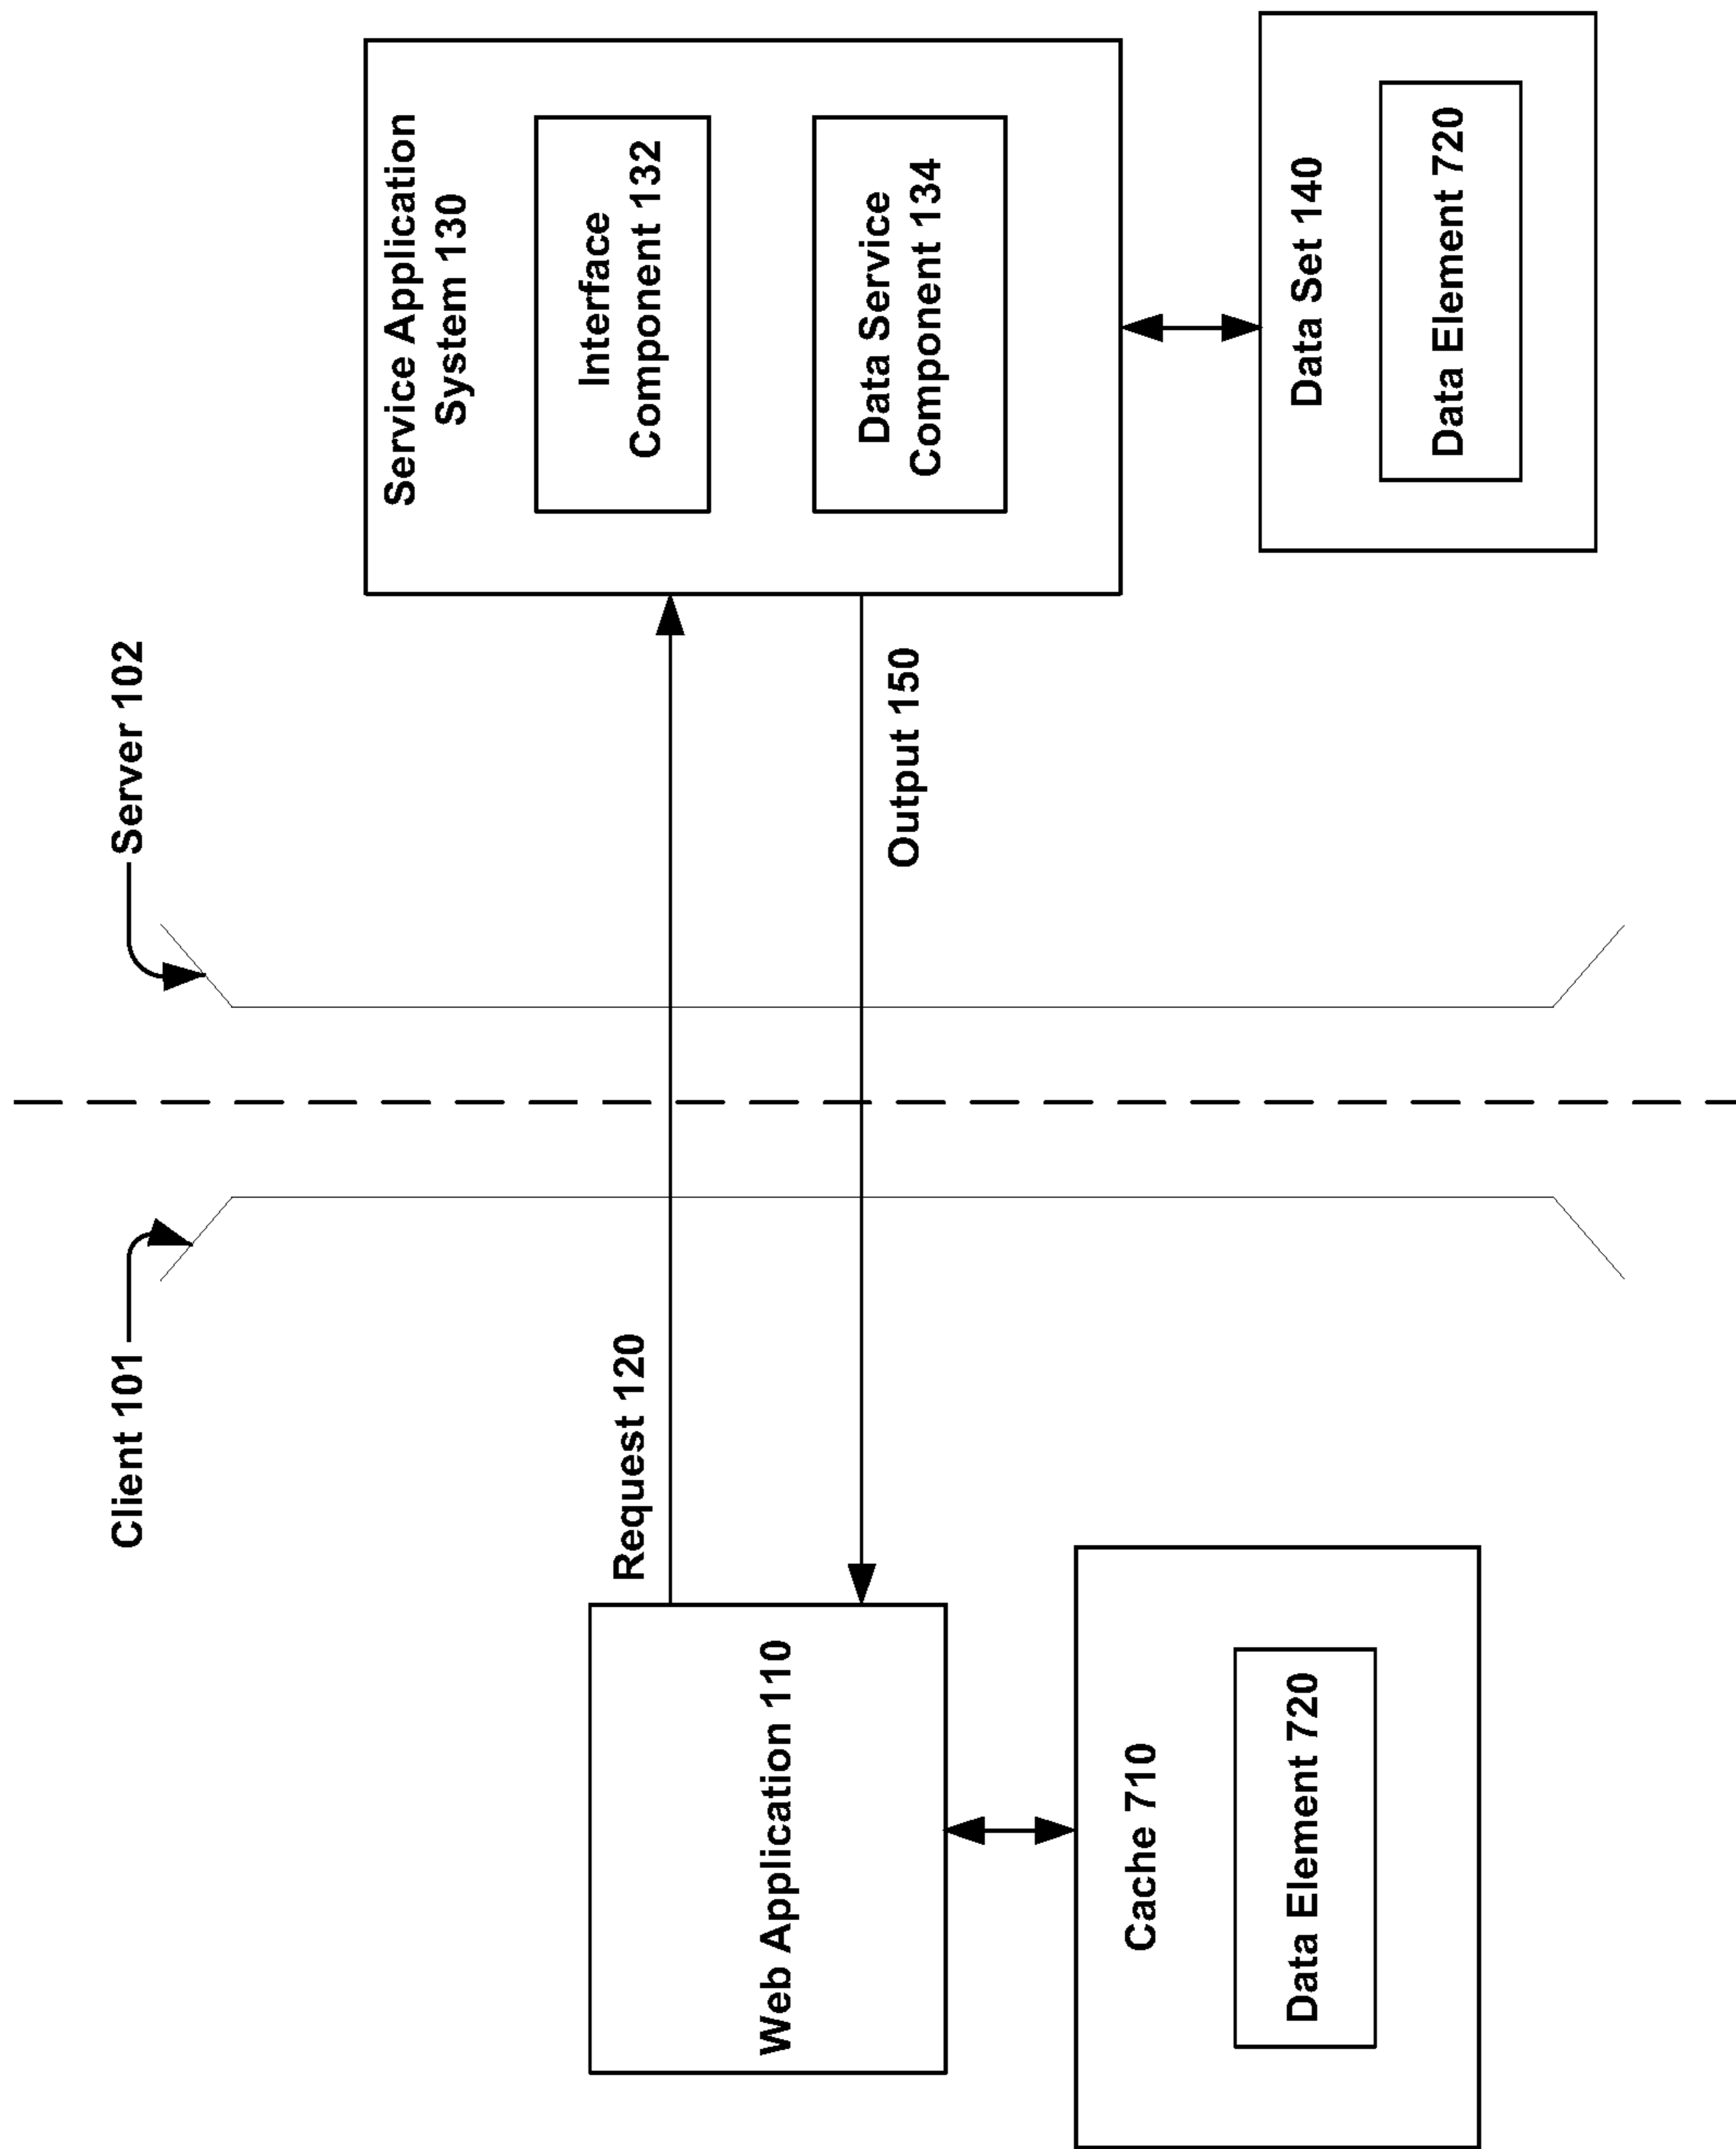 Client 101
Server 102
Request 120
Web Application 110
Output 150
Cache 710
Data Element 720
Service Application
System 130
Interface
Component 132
Data Service
Component 134
Data Set 140
Data Element 720